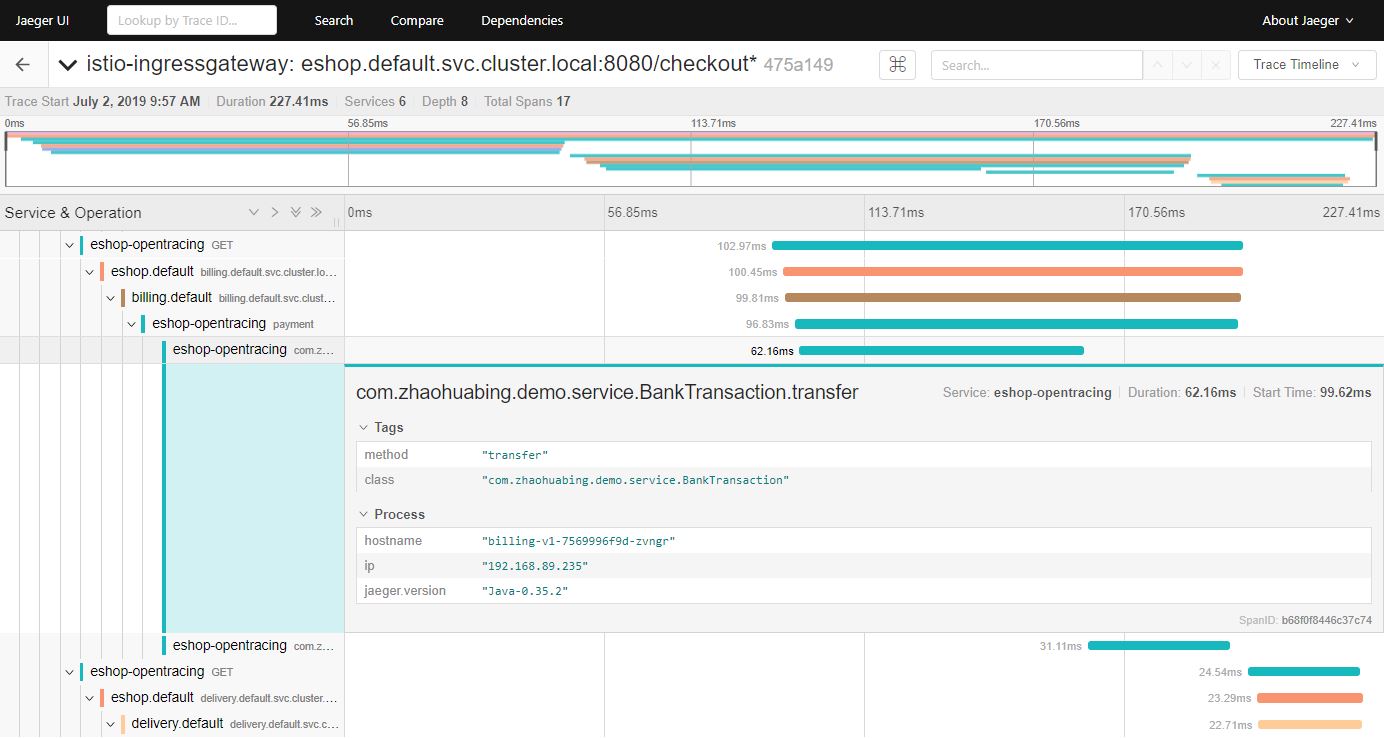 Jaeger UI Lookup by Trace ID... Search Compare Dependencies About Jaeger
istio-ingressgateway: eshop.default.svc.cluster.local:8080/checkout* 475a149 ⌘ Search... Trace Timeline
Trace Start July 2, 2019 9:57 AM Duration 227.41ms Services 6 Depth 8 Total Spans 17
0ms 56.85ms 113.71ms 170.56ms 227.41ms
Service & Operation 0ms 56.85ms 113.71ms 170.56ms 227.41ms
eshop-opentracing GET 102.97ms
eshop.default billing.default.svc.cluster.lo... 100.45ms
billing.default billing.default.svc.clust... 99.81ms
eshop-opentracing payment 96.83ms
eshop-opentracing com.z... 62.16ms
com.zhaohuabing.demo.service.BankTransaction.transfer Service: eshop-opentracing Duration: 62.16ms Start Time: 99.62ms
Tags
method "transfer"
class "com.zhaohuabing.demo.service.BankTransaction"
Process
hostname "billing-v1-7569996f9d-zvngr"
ip "192.168.89.235"
jaeger.version "Java-0.35.2"
SpanID: b68f0f8446c37c74
eshop-opentracing com.z... 31.11ms
eshop-opentracing GET 24.54ms
eshop.default delivery.default.svc.cluster.... 23.29ms
delivery.default delivery.default.svc.c... 22.71ms